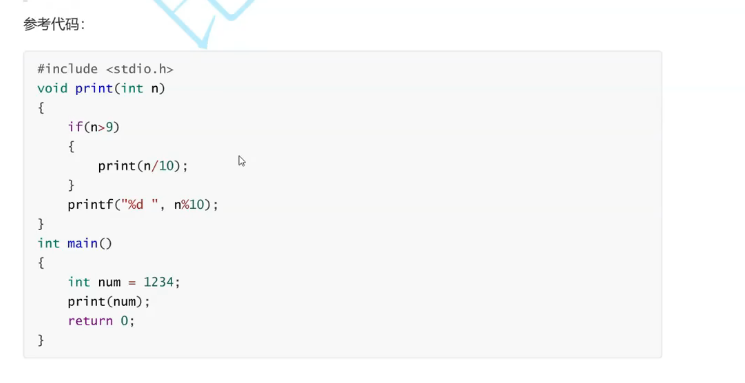 参考代码：
#include <stdio.h>
void print(int n)
{
    if(n>9)
    {
        print(n/10);
    }
    printf("%d ", n%10);
}
int main()
{
    int num = 1234;
    print(num);
    return 0;
}